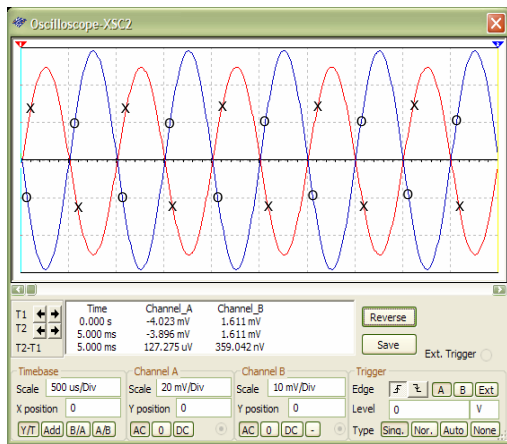 Oscilloscope-XSC2
1 2
X X X X X X X X X X
O O O O O O O O O O
Time Channel_A Channel_B
T1 0.000 s -4.023 mV 1.611 mV
T2 5.000 ms -3.896 mV 1.611 mV
T2-T1 5.000 ms 127.275 uV 359.042 nV
Reverse
Save
Ext. Trigger
Timebase
Scale 500 us/Div
X position 0
Y/T Add B/A A/B
Channel A
Scale 20 mV/Div
Y position 0
AC 0 DC
Channel B
Scale 10 mV/Div
Y position 0
AC 0 DC -
Trigger
Edge A B Ext
Level 0 V
Type Sing. Nor. Auto None